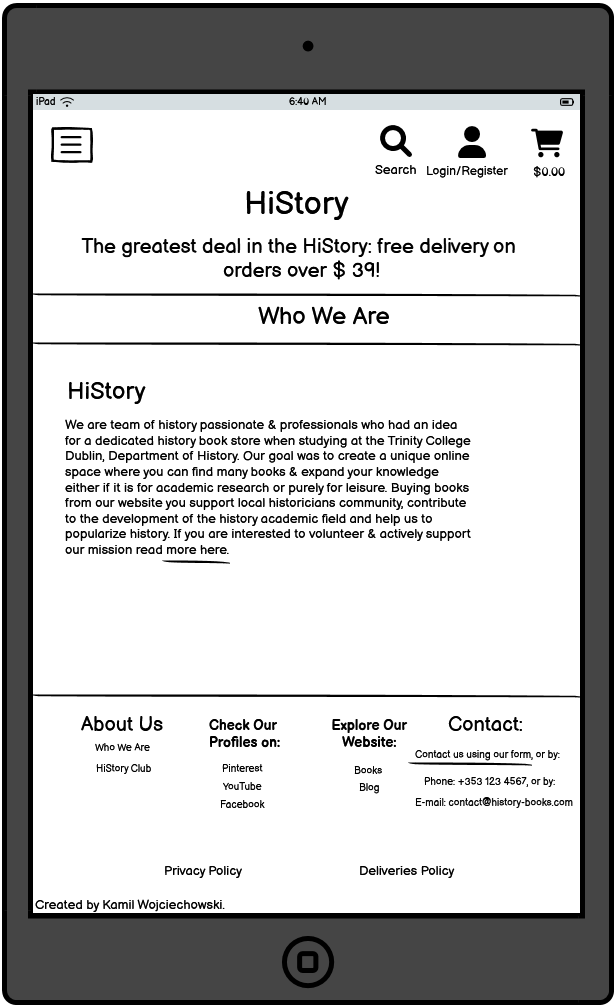 iPad 6:40 AM
Search Login/Register $0.00
HiStory
The greatest deal in the HiStory: free delivery on
orders over $ 39!
Who We Are
HiStory
We are team of history passionate & professionals who had an idea
for a dedicated history book store when studying at the Trinity College
Dublin, Department of History. Our goal was to create a unique online
space where you can find many books & expand your knowledge
either if it is for academic research or purely for leisure. Buying books
from our website you support local historicians community, contribute
to the development of the history academic field and help us to
popularize history. If you are interested to volunteer & actively support
our mission read more here.
About Us
Who We Are
HiStory Club
Check Our
Profiles on:
Pinterest
YouTube
Facebook
Explore Our
Website:
Books
Blog
Contact:
Contact us using our form, or by:
Phone: +353 123 4567, or by:
E-mail: contact@history-books.com
Privacy Policy Deliveries Policy
Created by Kamil Wojciechowski.